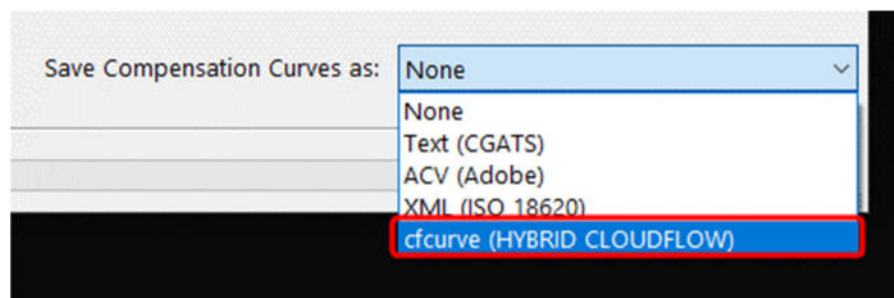 Save Compensation Curves as: None
None
Text (CGATS)
ACV (Adobe)
XML (ISO 18620)
cfcurve (HYBRID CLOUDFLOW)